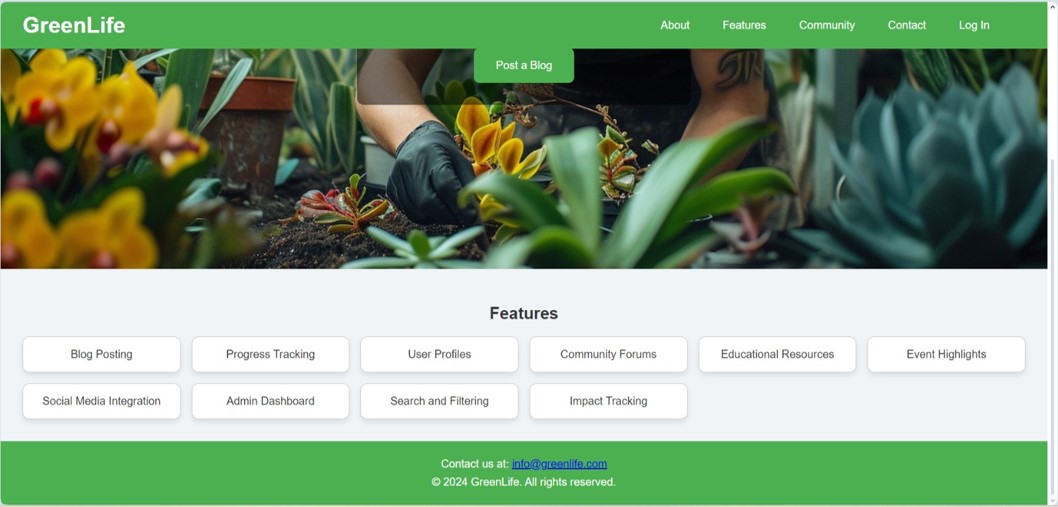 GreenLife
About Features Community Contact Log In
Post a Blog
Features
Blog Posting Progress Tracking User Profiles Community Forums Educational Resources Event Highlights
Social Media Integration Admin Dashboard Search and Filtering Impact Tracking
Contact us at: info@greenlife.com
© 2024 GreenLife. All rights reserved.